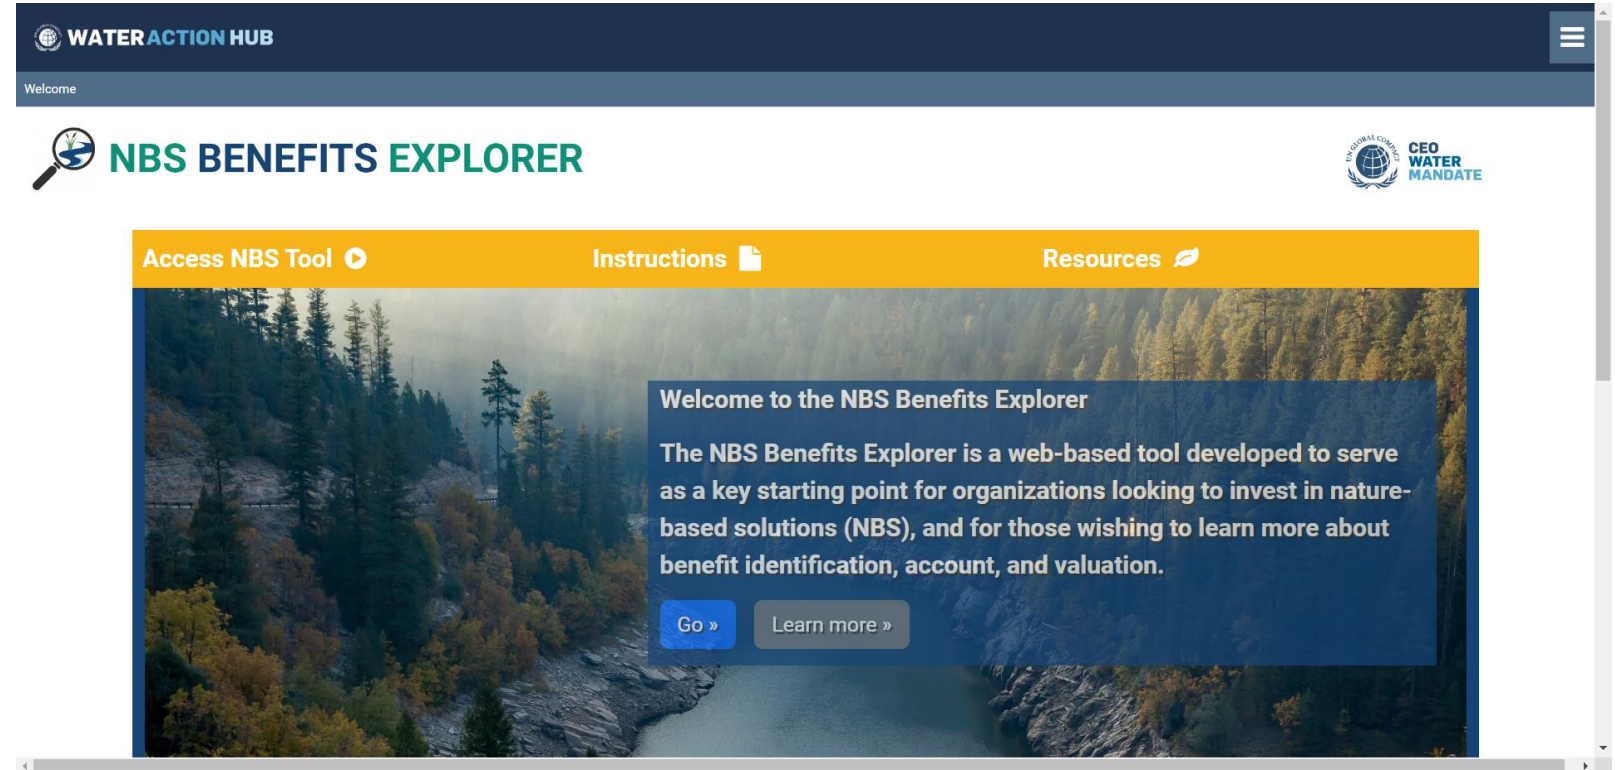 WATER ACTION HUB
Welcome
NBS BENEFITS EXPLORER
UN GLOBAL COMPACT
CEO
WATER
MANDATE
Access NBS Tool
Instructions
Resources
Welcome to the NBS Benefits Explorer
The NBS Benefits Explorer is a web-based tool developed to serve
as a key starting point for organizations looking to invest in nature-
based solutions (NBS), and for those wishing to learn more about
benefit identification, account, and valuation.
Go »
Learn more »